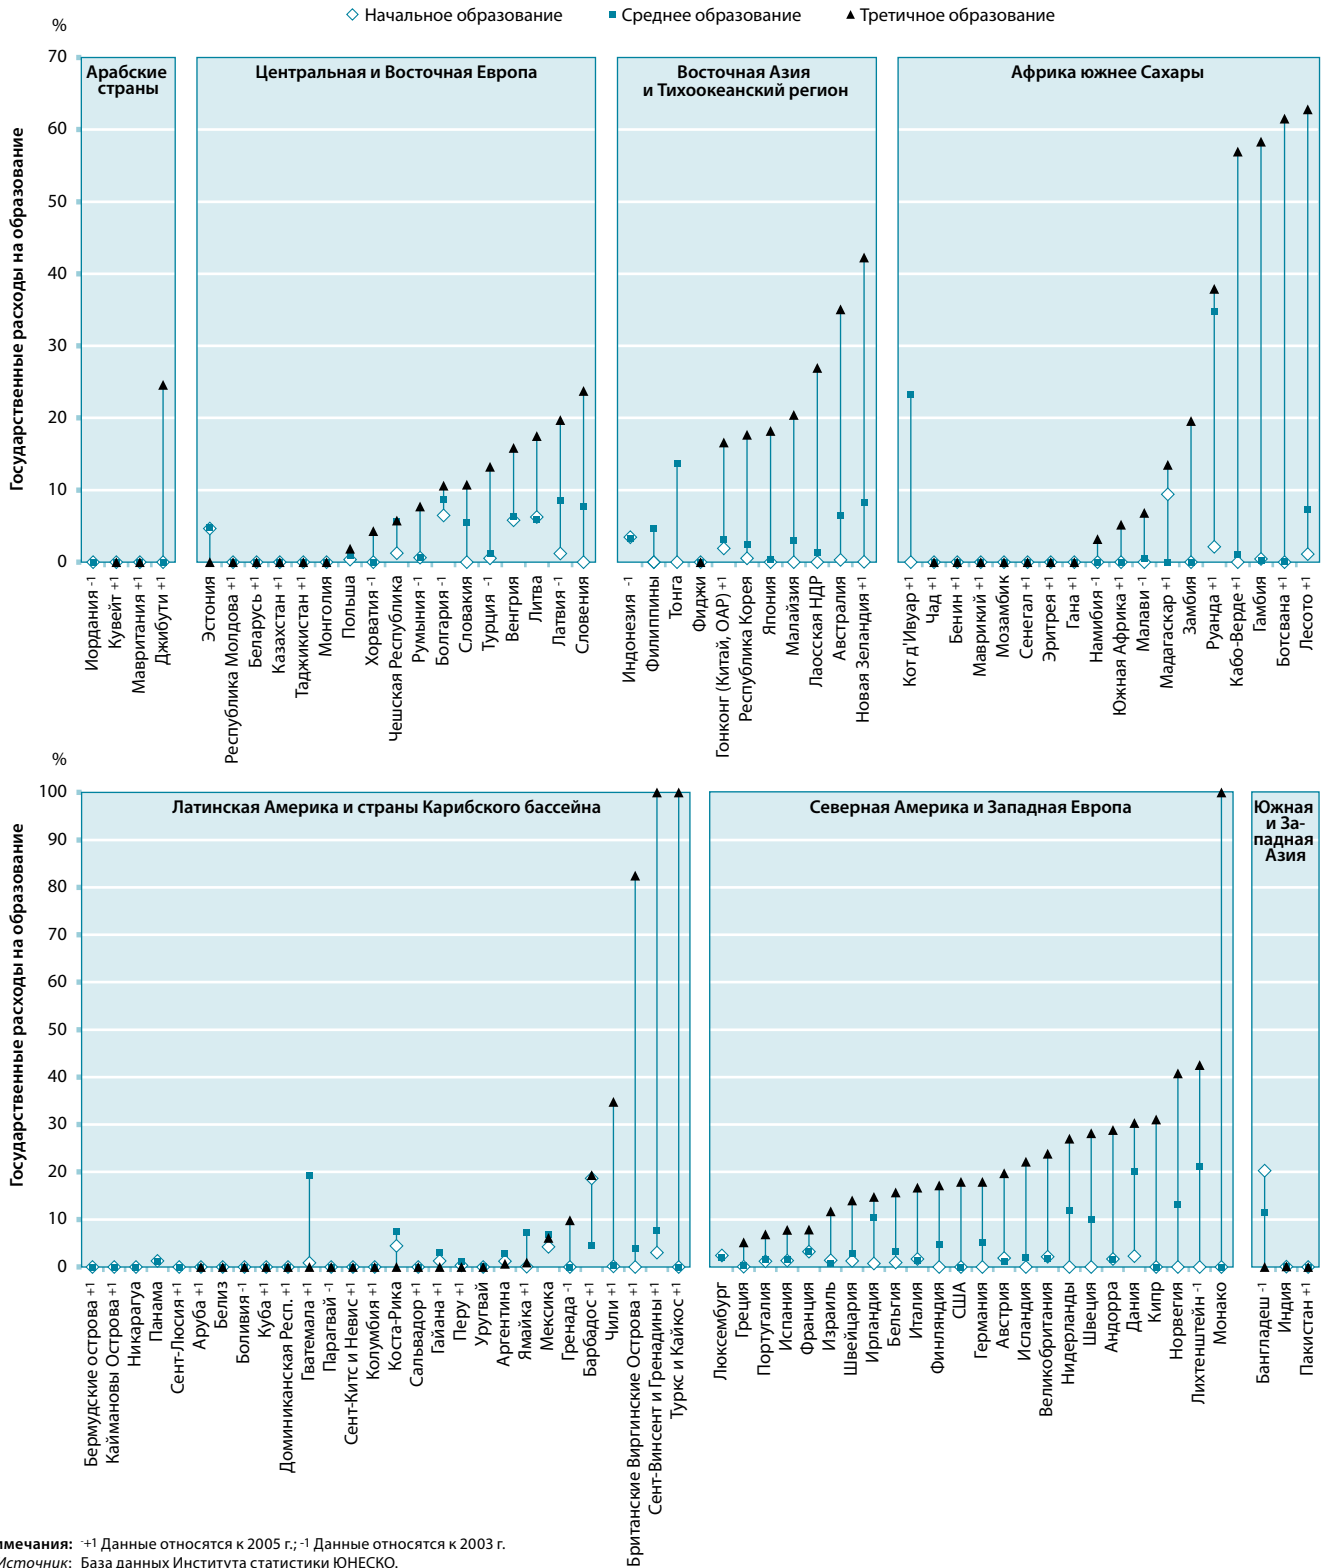 Начальное образование Среднее образование Третичное образование
%
70
60
50
40
30
20
10
0
Государственные расходы на образование
Арабские
страны
Центральная и Восточная Европа
Восточная Азия
и Тихоокеанский регион
Африка южнее Сахары
Иордания -1
Кувейт +1
Мавритания +1
Джибути +1
Эстония
Республика Молдова +1
Беларусь +1
Казахстан +1
Таджикистан +1
Монголия
Польша
Хорватия -1
Чешская Республика
Румыния -1
Болгария -1
Словакия
Турция -1
Венгрия
Литва
Латвия -1
Словения
Индонезия -1
Филиппины
Тонга
Фиджи
Гонконг (Китай, ОАР) +1
Республика Корея
Япония
Малайзия
Лаосская НДР
Австралия
Новая Зеландия +1
Кот д'Ивуар +1
Чад +1
Бенин +1
Маврикий +1
Мозамбик
Сенегал +1
Эритрея +1
Гана +1
Намибия -1
Южная Африка +1
Малави -1
Мадагаскар +1
Замбия
Руанда +1
Кабо-Верде +1
Гамбия
Ботсвана +1
Лесото +1
%
100
90
80
70
60
50
40
30
20
10
0
Государственные расходы на образование
Латинская Америка и страны Карибского бассейна
Северная Америка и Западная Европа
Южная
и За-
падная
Азия
Бермудские острова +1
Каймановы Острова +1
Никарагуа
Панама
Сент-Люсия +1
Аруба +1
Белиз
Боливия -1
Куба +1
Доминиканская Респ. +1
Гватемала +1
Парагвай -1
Сент-Китс и Невис +1
Колумбия +1
Коста-Рика
Сальвадор +1
Гайана +1
Перу +1
Уругвай
Аргентина
Ямайка +1
Мексика
Гренада -1
Барбадос +1
Чили +1
Британские Виргинские Острова +1
Сент-Винсент и Гренадины +1
Туркс и Кайкос +1
Люксембург
Греция
Португалия
Испания
Франция
Израиль
Швейцария
Ирландия
Бельгия
Италия
Финляндия
США
Германия
Австрия
Исландия
Великобритания
Нидерланды
Швеция
Андорра
Дания
Кипр
Норвегия
Лихтенштейн -1
Монако
Бангладеш -1
Индия
Пакистан +1
имечания: -+1 Данные относятся к 2005 г.; -1 Данные относятся к 2003 г.
Источник: База данных Института статистики ЮНЕСКО.